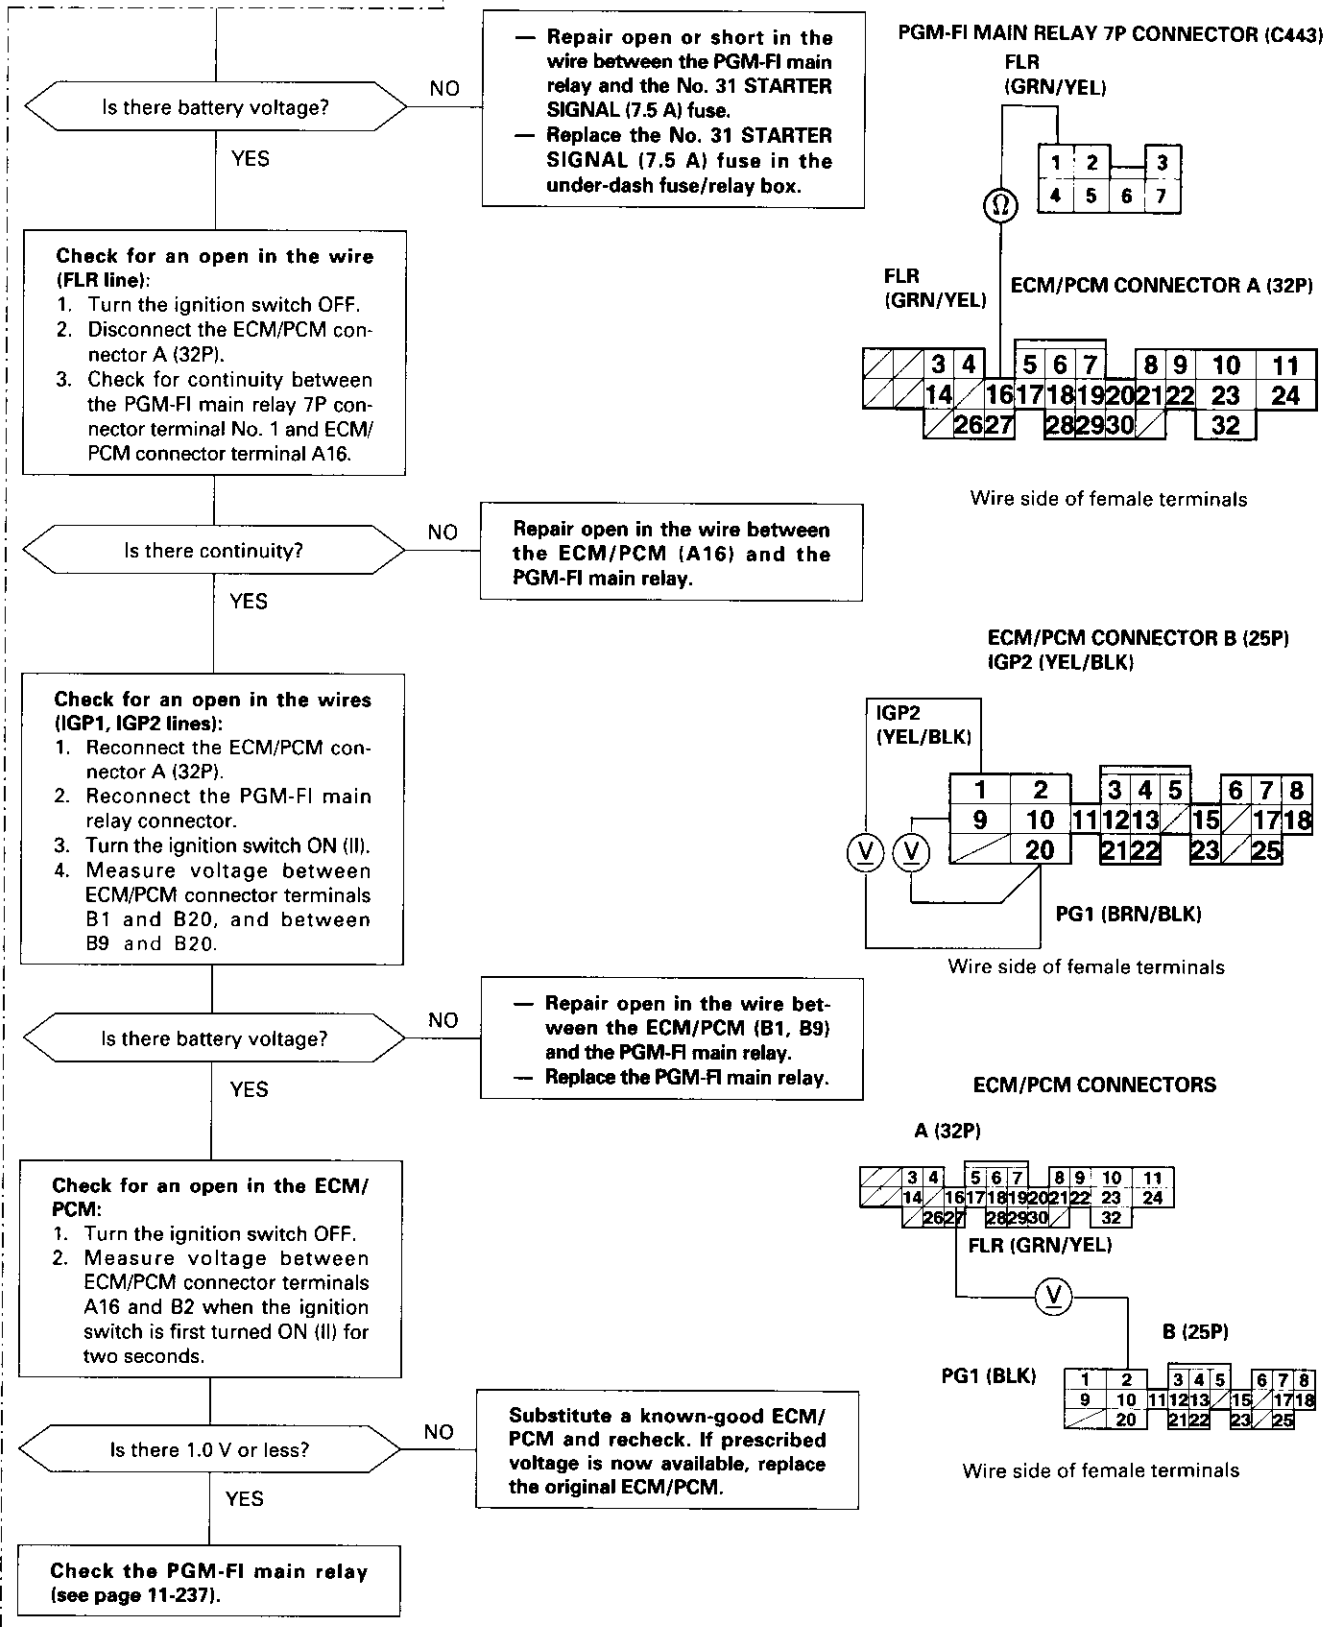 Is there battery voltage?
NO
YES
— Repair open or short in the
wire between the PGM-FI main
relay and the No. 31 STARTER
SIGNAL (7.5 A) fuse.
— Replace the No. 31 STARTER
SIGNAL (7.5 A) fuse in the
under-dash fuse/relay box.
PGM-FI MAIN RELAY 7P CONNECTOR (C443)
FLR
(GRN/YEL)
1 2 3
4 5 6 7
Ω
Check for an open in the wire
(FLR line):
1. Turn the ignition switch OFF.
2. Disconnect the ECM/PCM con-
nector A (32P).
3. Check for continuity between
the PGM-FI main relay 7P con-
nector terminal No. 1 and ECM/
PCM connector terminal A16.
FLR
(GRN/YEL)
ECM/PCM CONNECTOR A (32P)
3 4 5 6 7 8 9 10 11
14 16 17 18 19 20 21 22 23 24
26 27 28 29 30 32
Wire side of female terminals
Is there continuity?
NO
YES
Repair open in the wire between
the ECM/PCM (A16) and the
PGM-FI main relay.
Check for an open in the wires
(IGP1, IGP2 lines):
1. Reconnect the ECM/PCM con-
nector A (32P).
2. Reconnect the PGM-FI main
relay connector.
3. Turn the ignition switch ON (II).
4. Measure voltage between
ECM/PCM connector terminals
B1 and B20, and between
B9 and B20.
ECM/PCM CONNECTOR B (25P)
IGP2 (YEL/BLK)
IGP2
(YEL/BLK)
1 2 3 4 5 6 7 8
9 10 11 12 13 15 17 18
20 21 22 23 25
V V
PG1 (BRN/BLK)
Wire side of female terminals
Is there battery voltage?
NO
YES
— Repair open in the wire bet-
ween the ECM/PCM (B1, B9)
and the PGM-FI main relay.
— Replace the PGM-FI main relay.
ECM/PCM CONNECTORS
A (32P)
3 4 5 6 7 8 9 10 11
14 16 17 18 19 20 21 22 23 24
26 27 28 29 30 32
FLR (GRN/YEL)
V
B (25P)
PG1 (BLK)
1 2 3 4 5 6 7 8
9 10 11 12 13 15 17 18
20 21 22 23 25
Wire side of female terminals
Check for an open in the ECM/
PCM:
1. Turn the ignition switch OFF.
2. Measure voltage between
ECM/PCM connector terminals
A16 and B2 when the ignition
switch is first turned ON (II) for
two seconds.
Is there 1.0 V or less?
NO
YES
Substitute a known-good ECM/
PCM and recheck. If prescribed
voltage is now available, replace
the original ECM/PCM.
Check the PGM-FI main relay
(see page 11-237).